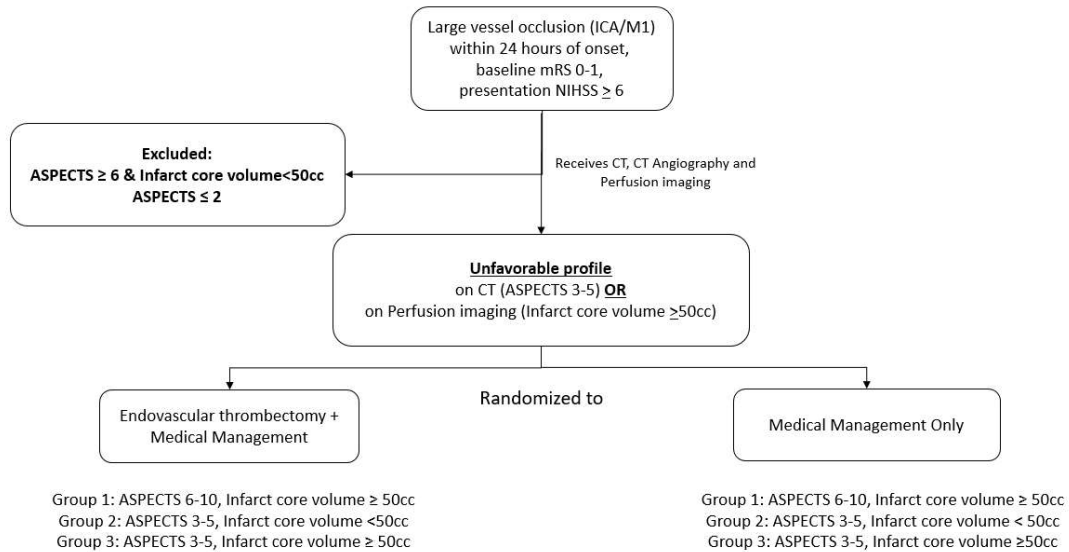 Large vessel occlusion (ICA/M1)
within 24 hours of onset,
baseline mRS 0-1,
presentation NIHSS ≥ 6
Excluded:
ASPECTS ≥ 6 & Infarct core volume<50cc
ASPECTS ≤ 2
Receives CT, CT Angiography and
Perfusion imaging
Unfavorable profile
on CT (ASPECTS 3-5) OR
on Perfusion imaging (Infarct core volume ≥50cc)
Randomized to
Endovascular thrombectomy +
Medical Management
Medical Management Only
Group 1: ASPECTS 6-10, Infarct core volume ≥ 50cc
Group 2: ASPECTS 3-5, Infarct core volume <50cc
Group 3: ASPECTS 3-5, Infarct core volume ≥ 50cc
Group 1: ASPECTS 6-10, Infarct core volume ≥ 50cc
Group 2: ASPECTS 3-5, Infarct core volume < 50cc
Group 3: ASPECTS 3-5, Infarct core volume ≥50cc